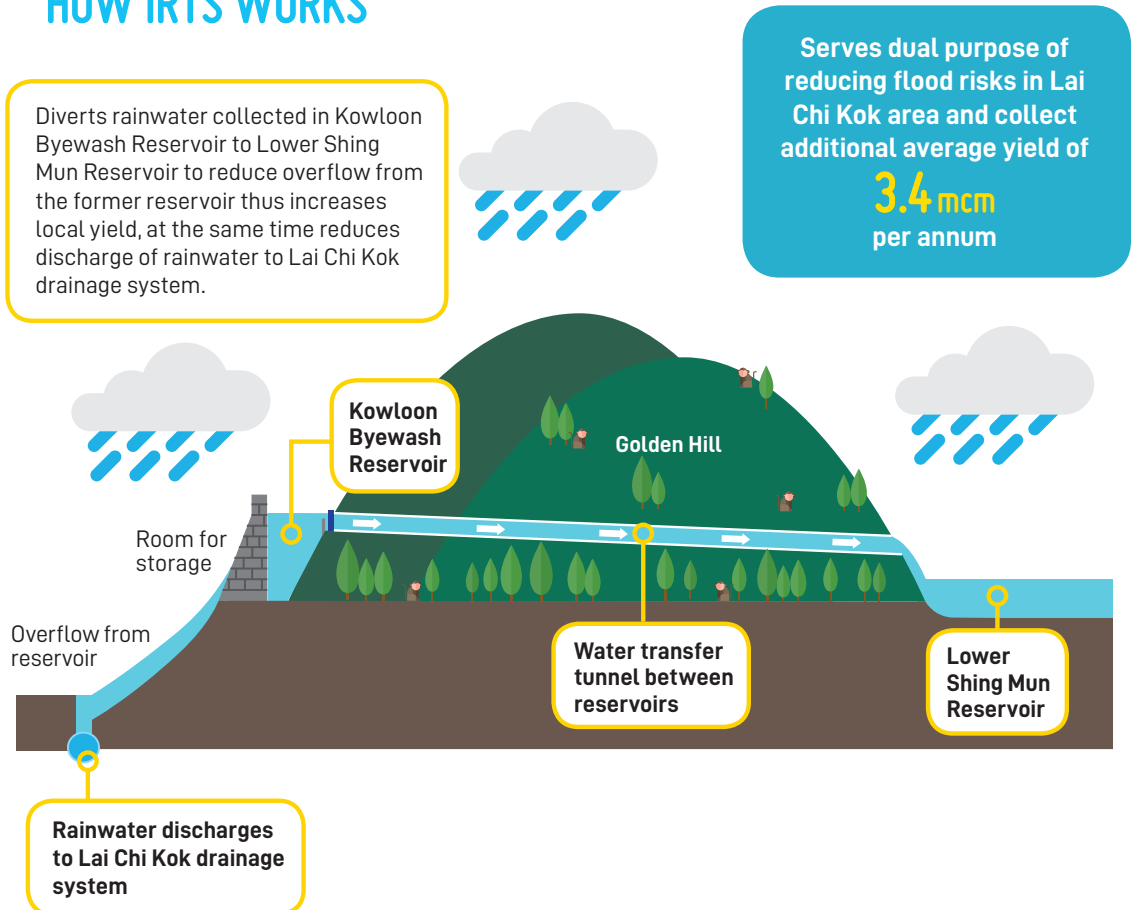 HOW IRTS WORKS
Diverts rainwater collected in Kowloon
Byewash Reservoir to Lower Shing
Mun Reservoir to reduce overflow from
the former reservoir thus increases
local yield, at the same time reduces
discharge of rainwater to Lai Chi Kok
drainage system.
Serves dual purpose of
reducing flood risks in Lai
Chi Kok area and collect
additional average yield of
3.4 mcm
per annum
Kowloon
Byewash
Reservoir
Golden Hill
Room for
storage
Overflow from
reservoir
Water transfer
tunnel between
reservoirs
Lower
Shing Mun
Reservoir
Rainwater discharges
to Lai Chi Kok drainage
system